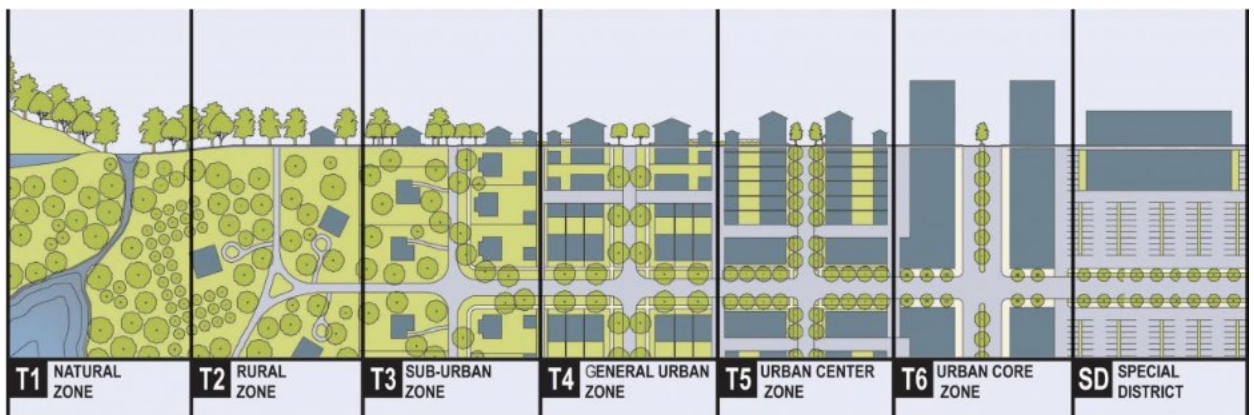 T1 NATURAL
ZONE
T2 RURAL
ZONE
T3 SUB-URBAN
ZONE
T4 GENERAL URBAN
ZONE
T5 URBAN CENTER
ZONE
T6 URBAN CORE
ZONE
SD SPECIAL
DISTRICT